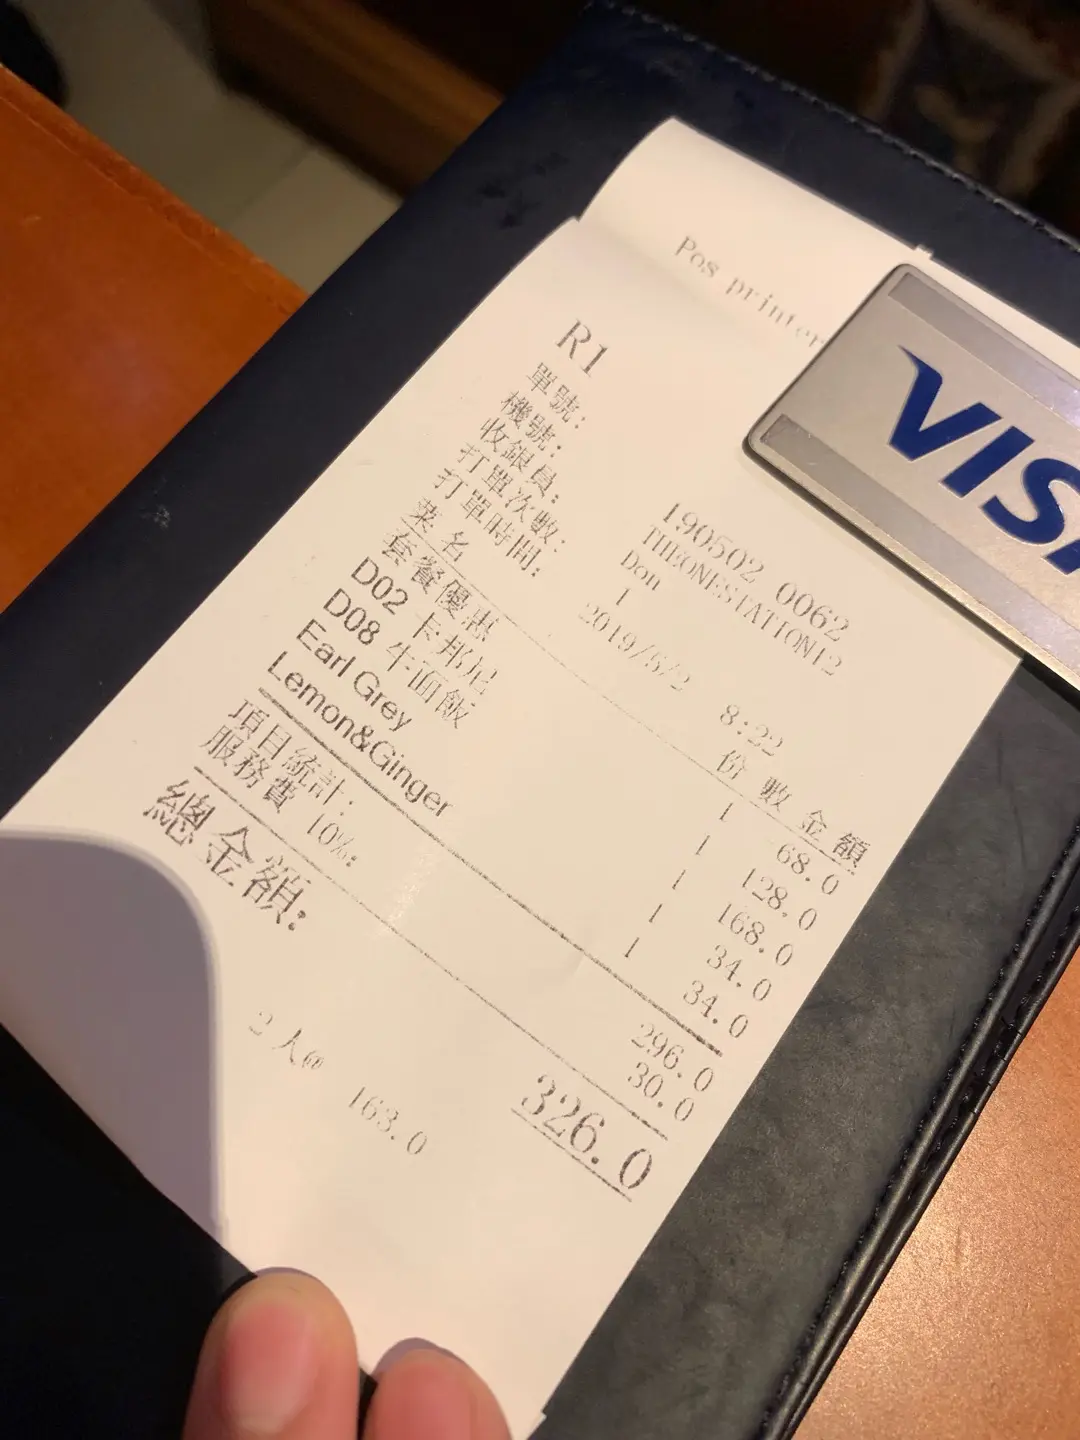 Pos printer
VISA
R1
單號: 190502 0062
機號: THEONESTATION12
收銀員: Don
打單次數: 1
打單時間: 2019/5/2 8:22
菜 名 份 數 金 額
套餐優惠 1 68.0
D02 卡邦尼 1 128.0
D08 牛面飯 1 168.0
Earl Grey 1 34.0
Lemon&Ginger 1 34.0
項目統計: 296.0
服務費 10%: 30.0
總金額: 326.0
2 人@ 163.0